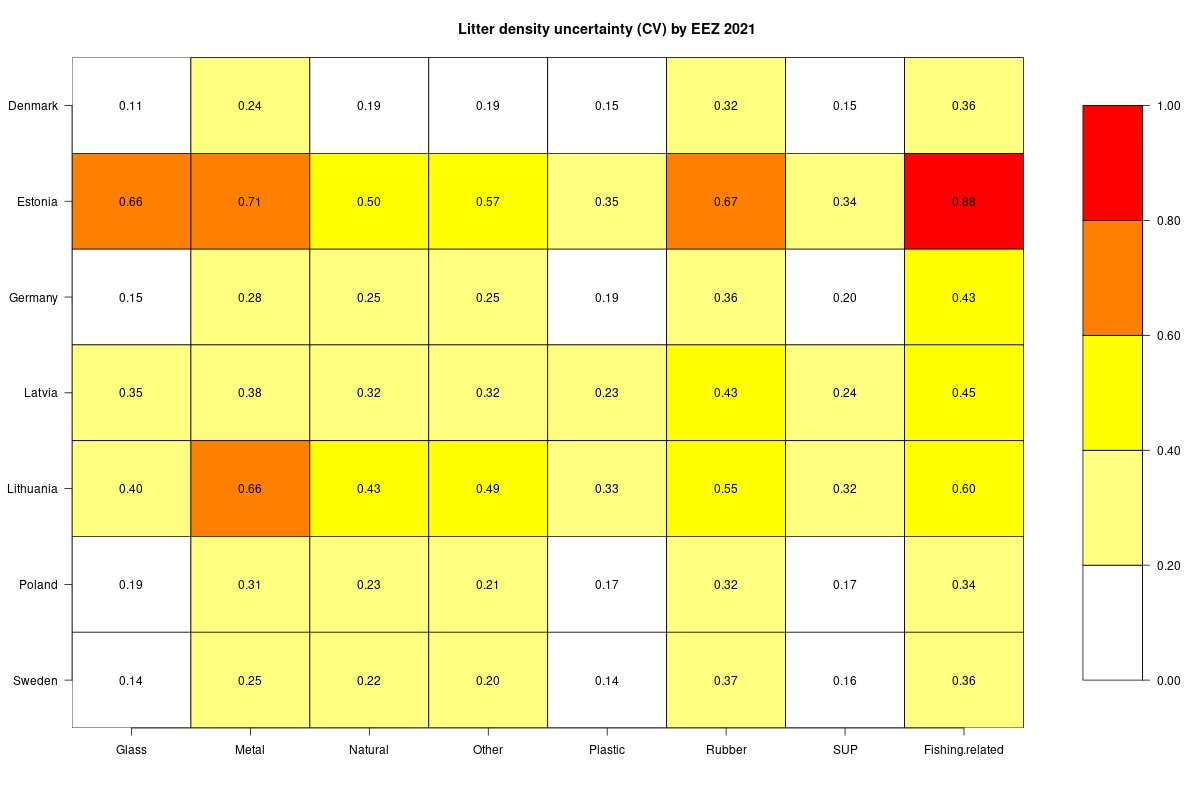 Litter density uncertainty (CV) by EEZ 2021
Denmark 0.11 0.24 0.19 0.19 0.15 0.32 0.15 0.36
Estonia 0.66 0.71 0.50 0.57 0.35 0.67 0.34 0.88
Germany 0.15 0.28 0.25 0.25 0.19 0.36 0.20 0.43
Latvia 0.35 0.38 0.32 0.32 0.23 0.43 0.24 0.45
Lithuania 0.40 0.66 0.43 0.49 0.33 0.55 0.32 0.60
Poland 0.19 0.31 0.23 0.21 0.17 0.32 0.17 0.34
Sweden 0.14 0.25 0.22 0.20 0.14 0.37 0.16 0.36
Glass Metal Natural Other Plastic Rubber SUP Fishing.related
1.00
0.80
0.60
0.40
0.20
0.00